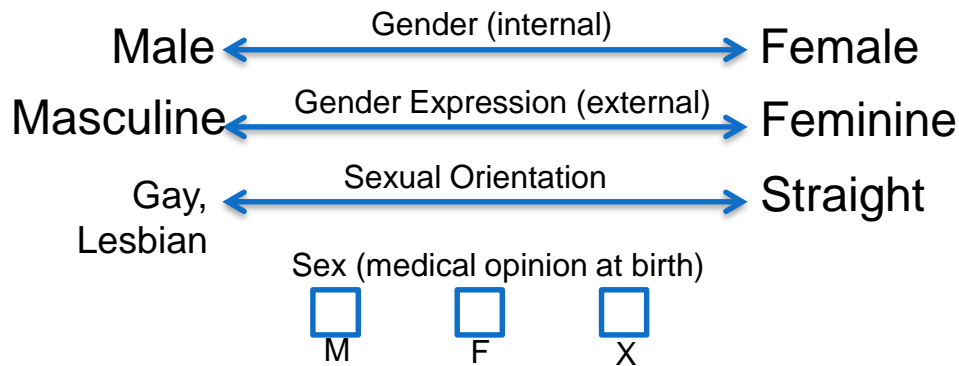 Gender (internal)
Male Female
Gender Expression (external)
Masculine Feminine
Sexual Orientation
Gay, Straight
Lesbian
Sex (medical opinion at birth)
M F X